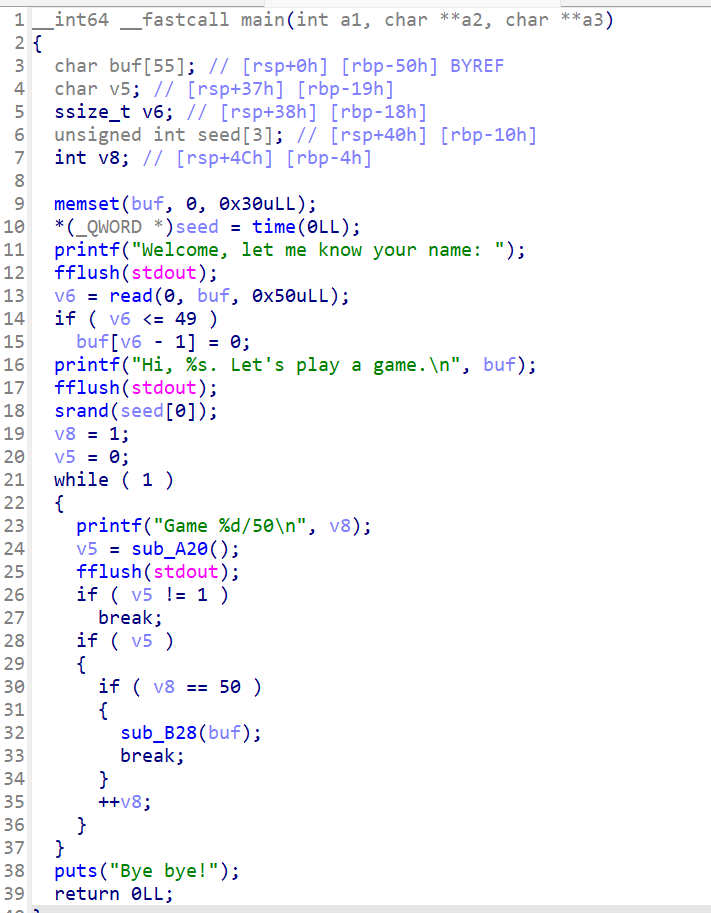 1 __int64 __fastcall main(int a1, char **a2, char **a3)
2 {
3   char buf[55]; // [rsp+0h] [rbp-50h] BYREF
4   char v5; // [rsp+37h] [rbp-19h]
5   ssize_t v6; // [rsp+38h] [rbp-18h]
6   unsigned int seed[3]; // [rsp+40h] [rbp-10h]
7   int v8; // [rsp+4Ch] [rbp-4h]
8
9   memset(buf, 0, 0x30uLL);
10   *(_QWORD *)seed = time(0LL);
11   printf("Welcome, let me know your name: ");
12   fflush(stdout);
13   v6 = read(0, buf, 0x50uLL);
14   if ( v6 <= 49 )
15     buf[v6 - 1] = 0;
16   printf("Hi, %s. Let's play a game.\n", buf);
17   fflush(stdout);
18   srand(seed[0]);
19   v8 = 1;
20   v5 = 0;
21   while ( 1 )
22   {
23     printf("Game %d/50\n", v8);
24     v5 = sub_A20();
25     fflush(stdout);
26     if ( v5 != 1 )
27       break;
28     if ( v5 )
29     {
30       if ( v8 == 50 )
31       {
32         sub_B28(buf);
33         break;
34       }
35       ++v8;
36     }
37   }
38   puts("Bye bye!");
39   return 0LL;